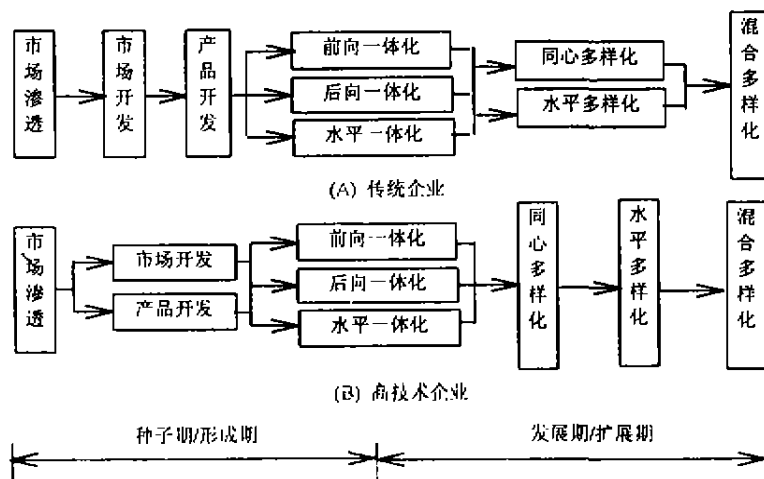 市场渗透
市场开发
产品开发
前向一体化
后向一体化
水平一体化
同心多样化
水平多样化
混合多样化
(A) 传统企业
市场渗透
市场开发
产品开发
前向一体化
后向一体化
水平一体化
同心多样化
水平多样化
混合多样化
(B) 高技术企业
种子期/形成期
发展期/扩展期